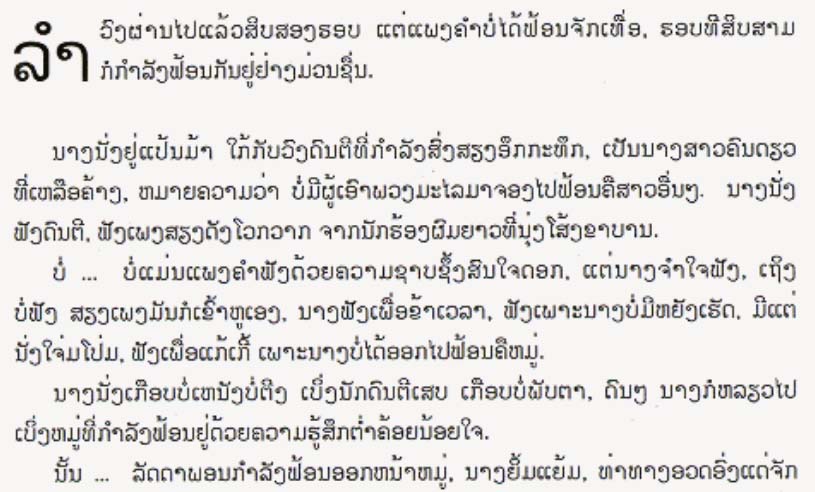 ລຳວົງຜ່ານໄປແລ້ວສິບສອງຮອບ ແຕ່ແພງຄຳບໍ່ໄດ້ຟ້ອນຈັກເທື່ອ, ຮອບທີສິບສາມ
ກໍກຳລັງຟ້ອນກັນຢູ່ຢ່າງມ່ວນຊື່ນ.
ນາງນັ່ງຢູ່ແປ້ນມ້າ ໃກ້ກັບວົງດົນຕີທີ່ກຳລັງສົ່ງສຽງອຶກກະທຶກ, ເປັນນາງສາວຄົນດຽວ
ທີ່ເຫລືອຄ້າງ, ຫມາຍຄວາມວ່າ ບໍ່ມີຜູ້ເອົາພວງມະໄລມາຈອງໄປຟ້ອນຄືສາວອື່ນໆ. ນາງນັ່ງ
ຟັງດົນຕີ, ຟັງເພງສຽງດັງໂວກວາກ ຈາກນັກຮ້ອງຜົມຍາວທີ່ນຸ່ງໂສ້ງຂາບານ.
ບໍ່ ... ບໍ່ແມ່ນແພງຄຳຟັງດ້ວຍຄວາມຊາບຊຶ້ງສົນໃຈດອກ, ແຕ່ນາງຈຳໃຈຟັງ, ເຖິງ
ບໍ່ຟັງ ສຽງເພງມັນກໍເຂົ້າຫູເອງ, ນາງຟັງເພື່ອຂ້າເວລາ, ຟັງເພາະນາງບໍ່ມີຫຍັງເຮັດ, ມີແຕ່
ນັ່ງໃຈ່ມໂປ່ມ, ຟັງເພື່ອແກ້ເກີ້ ເພາະນາງບໍ່ໄດ້ອອກໄປຟ້ອນຄືຫມູ່.
ນາງນັ່ງເກືອບບໍ່ເຫນັງບໍ່ຕີງ ເບິ່ງນັກດົນຕີເສບ ເກືອບບໍ່ພັບຕາ, ດົນໆ ນາງກໍຫລຽວໄປ
ເບິ່ງຫມູ່ທີ່ກຳລັງຟ້ອນຢູ່ດ້ວຍຄວາມຮູ້ສຶກຕ່ຳຄ້ອຍນ້ອຍໃຈ.
ນັ້ນ ... ລັດດາພອນກຳລັງຟ້ອນອອກຫນ້າຫມູ່, ນາງຍິ້ມແຍ້ມ, ທ່າທາງອວດອົ່ງແດ່ຈັກ